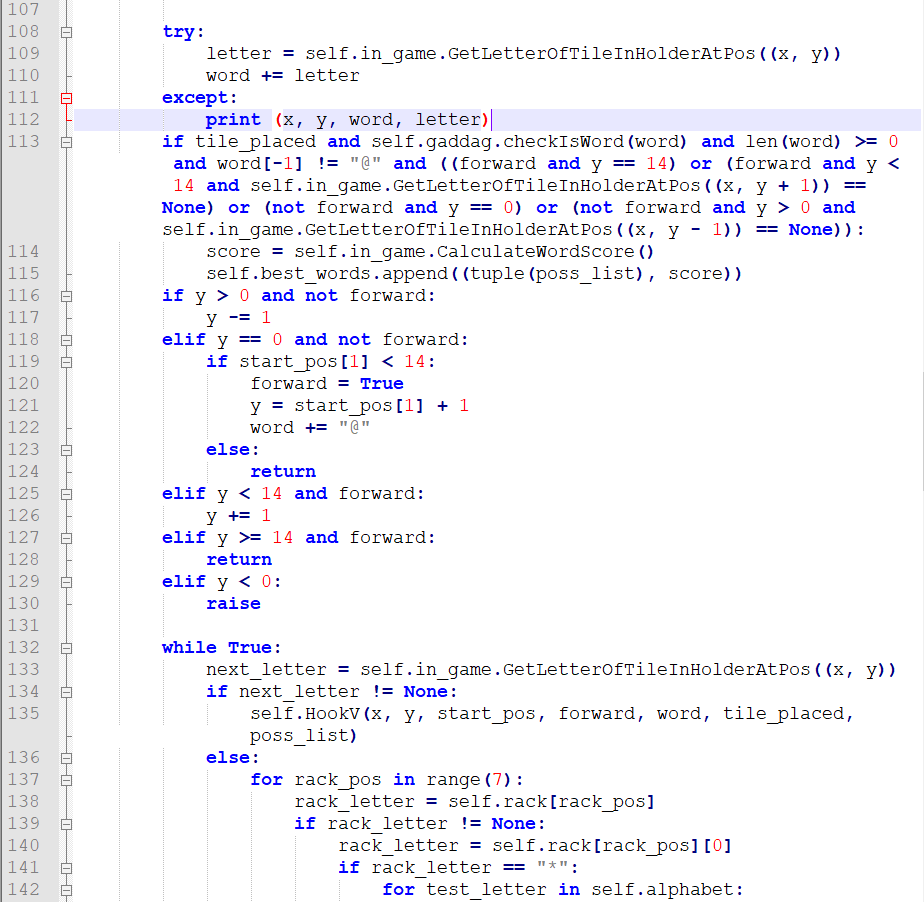 107
108 try:
109 letter = self.in_game.GetLetterOfTileInHolderAtPos((x, y))
110 word += letter
111 except:
112 print (x, y, word, letter)
113 if tile_placed and self.gaddag.checkIsWord(word) and len(word) >= 0
and word[-1] != "@" and ((forward and y == 14) or (forward and y <
14 and self.in_game.GetLetterOfTileInHolderAtPos((x, y + 1)) ==
None) or (not forward and y == 0) or (not forward and y > 0 and
self.in_game.GetLetterOfTileInHolderAtPos((x, y - 1)) == None)):
114 score = self.in_game.CalculateWordScore()
115 self.best_words.append((tuple(poss_list), score))
116 if y > 0 and not forward:
117 y -= 1
118 elif y == 0 and not forward:
119 if start_pos[1] < 14:
120 forward = True
121 y = start_pos[1] + 1
122 word += "@"
123 else:
124 return
125 elif y < 14 and forward:
126 y += 1
127 elif y >= 14 and forward:
128 return
129 elif y < 0:
130 raise
131
132 while True:
133 next_letter = self.in_game.GetLetterOfTileInHolderAtPos((x, y))
134 if next_letter != None:
135 self.HookV(x, y, start_pos, forward, word, tile_placed,
poss_list)
136 else:
137 for rack_pos in range(7):
138 rack_letter = self.rack[rack_pos]
139 if rack_letter != None:
140 rack_letter = self.rack[rack_pos][0]
141 if rack_letter == "*":
142 for test_letter in self.alphabet: